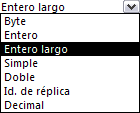 Entero largo
Byte
Entero
Entero largo
Simple
Doble
Id. de réplica
Decimal